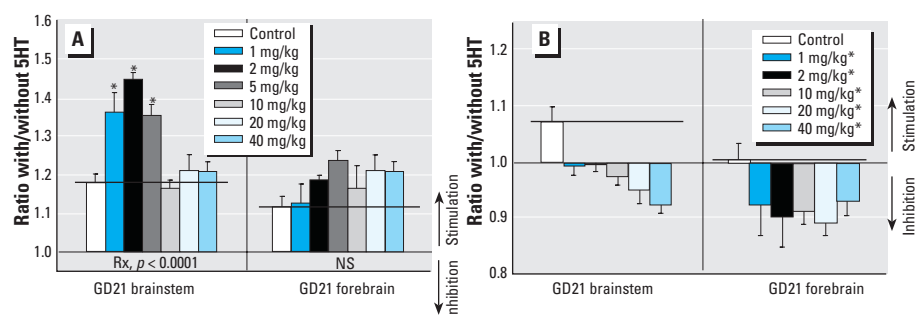 A
Ratio with/without 5HT
1.6
1.5
1.4
1.3
1.2
1.1
1.0
Control
1 mg/kg
2 mg/kg
5 mg/kg
10 mg/kg
20 mg/kg
40 mg/kg
* * *
Rx, p < 0.0001
NS
GD21 brainstem
GD21 forebrain
Stimulation
nhibition
B
Ratio with/without 5HT
1.2
1.1
1.0
0.9
0.8
Control
1 mg/kg*
2 mg/kg*
10 mg/kg*
20 mg/kg*
40 mg/kg*
GD21 brainstem
GD21 forebrain
Stimulation
Inhibition